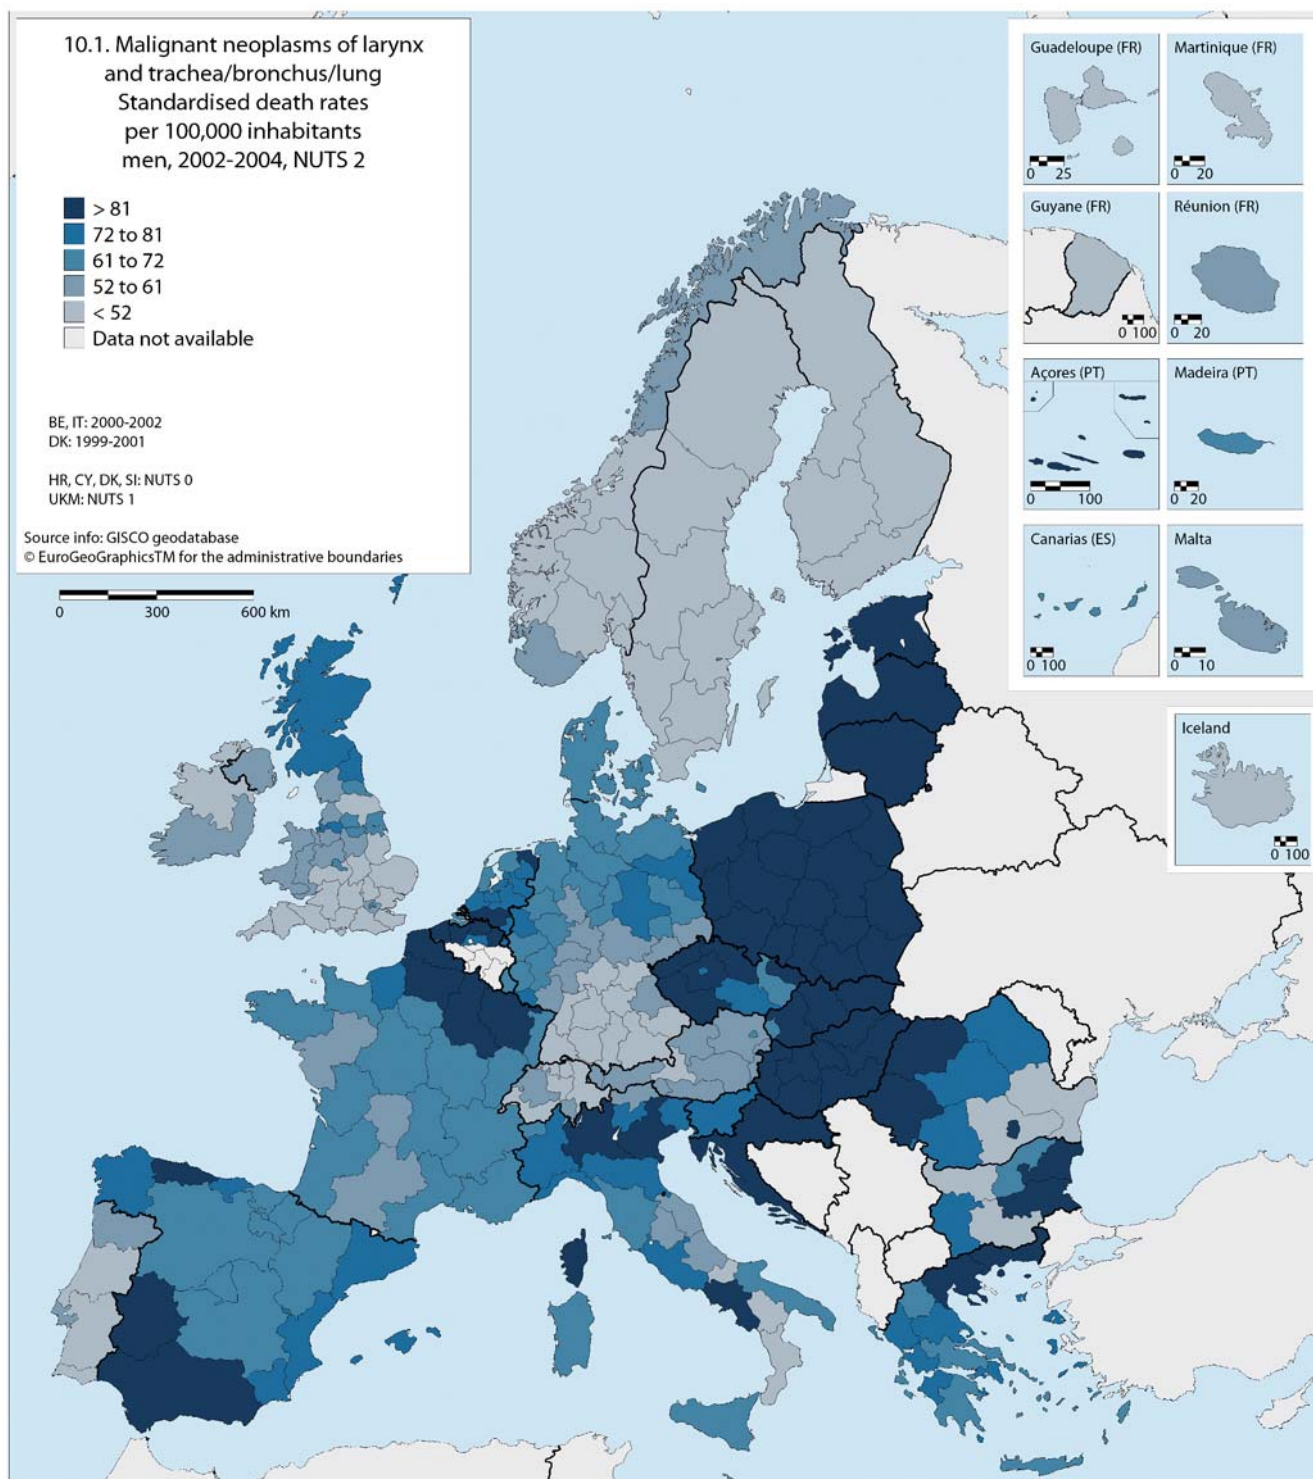 10.1. Malignant neoplasms of larynx
and trachea/bronchus/lung
Standardised death rates
per 100,000 inhabitants
men, 2002-2004, NUTS 2
> 81
72 to 81
61 to 72
52 to 61
< 52
Data not available
BE, IT: 2000-2002
DK: 1999-2001
HR, CY, DK, SI: NUTS 0
UKM: NUTS 1
Source info: GISCO geodatabase
© EuroGeoGraphicsTM for the administrative boundaries
0 300 600 km
Guadeloupe (FR)
0 25
Martinique (FR)
0 20
Guyane (FR)
0 100
Réunion (FR)
0 20
Açores (PT)
0 100
Madeira (PT)
0 20
Canarias (ES)
0 100
Malta
0 10
Iceland
0 100